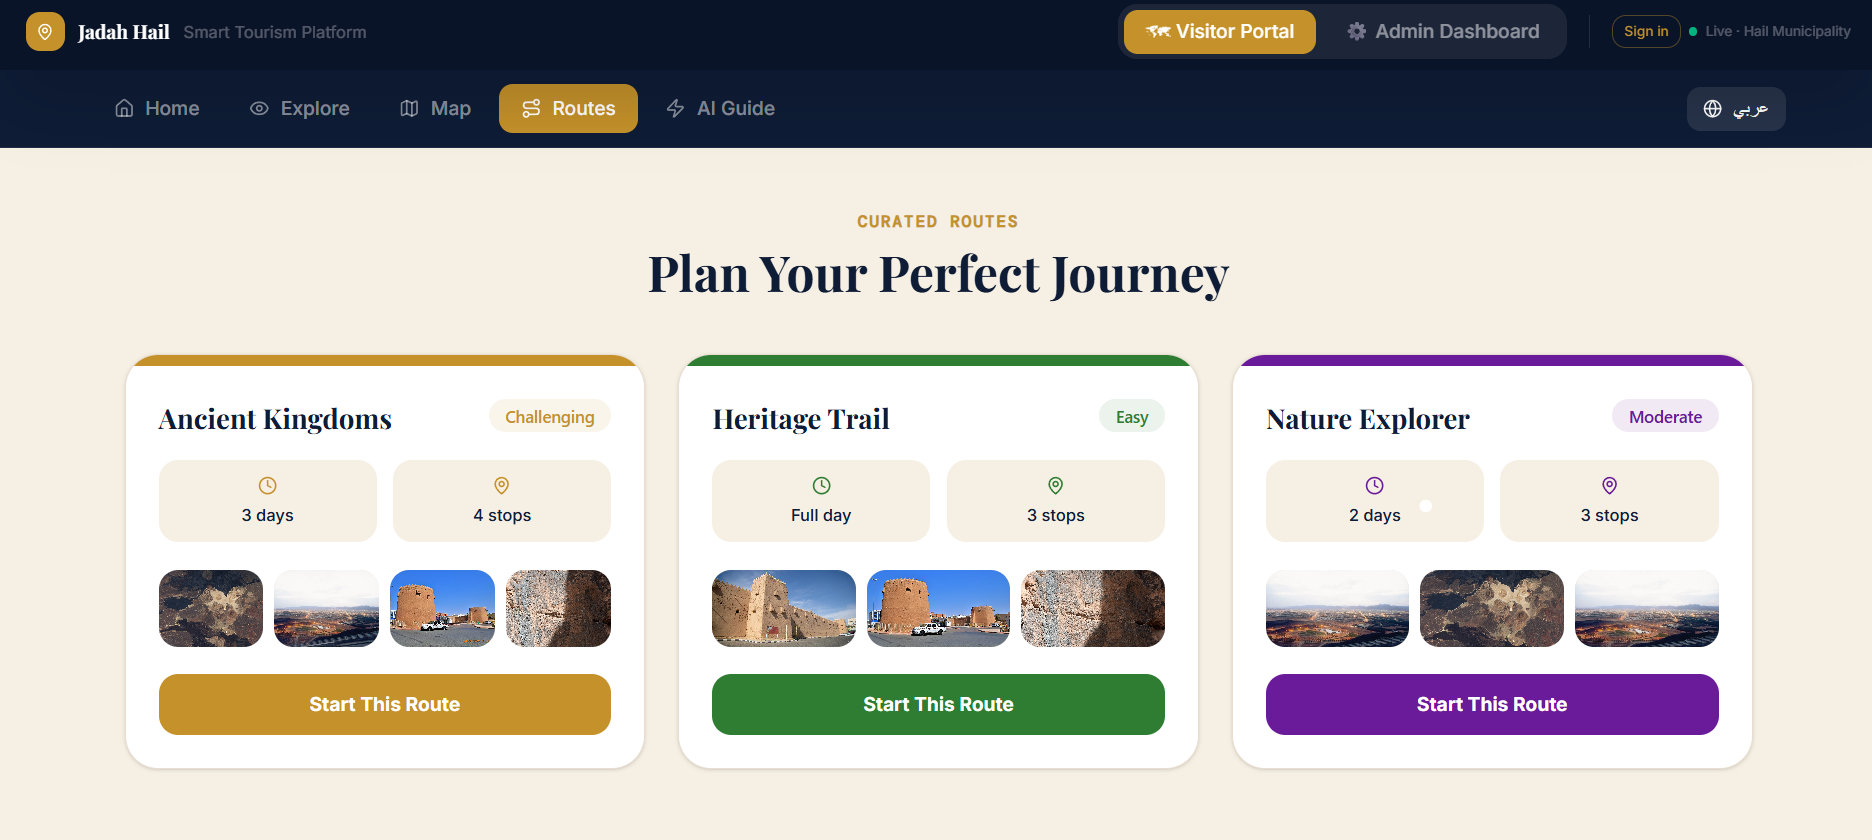 Jadah Hail Smart Tourism Platform
Visitor Portal
Admin Dashboard
Sign in
Live · Hail Municipality
Home
Explore
Map
Routes
AI Guide
عربي
CURATED ROUTES
Plan Your Perfect Journey
Ancient Kingdoms
Challenging
3 days
4 stops
Start This Route
Heritage Trail
Easy
Full day
3 stops
Start This Route
Nature Explorer
Moderate
2 days
3 stops
Start This Route